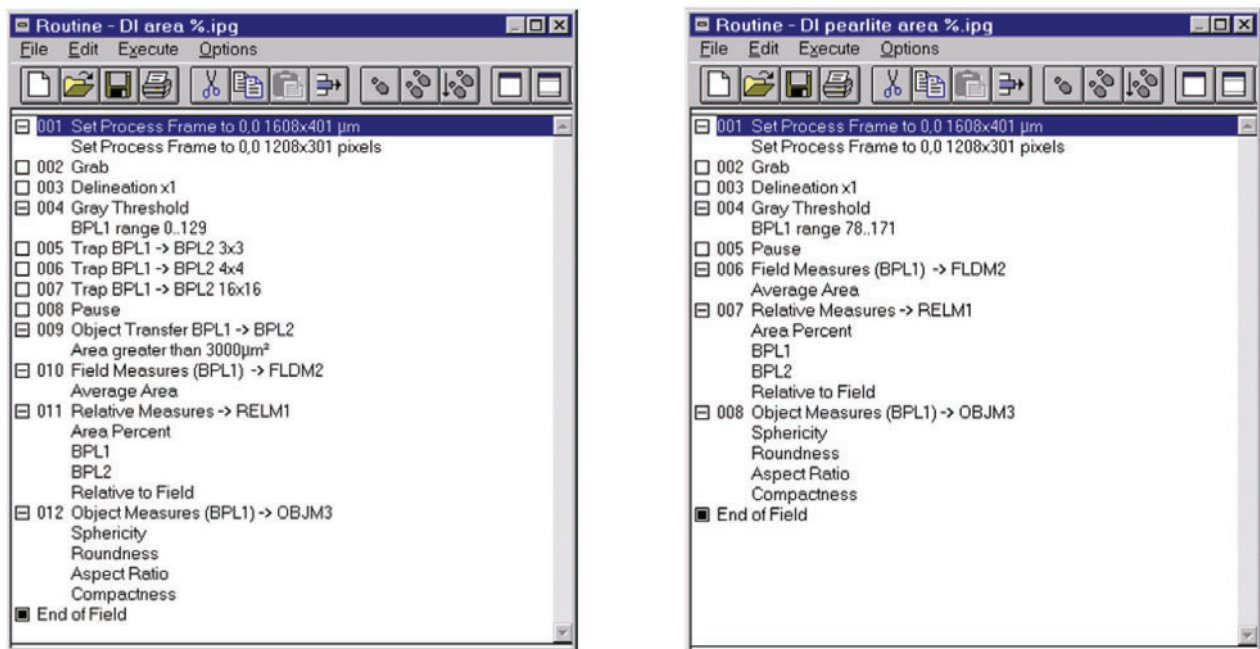 Routine - DI area %.ipg
File Edit Execute Options
001 Set Process Frame to 0,0 1608x401 µm
Set Process Frame to 0,0 1208x301 pixels
002 Grab
003 Delineation x1
004 Gray Threshold
BPL1 range 0..129
005 Trap BPL1 -> BPL2 3x3
006 Trap BPL1 -> BPL2 4x4
007 Trap BPL1 -> BPL2 16x16
008 Pause
009 Object Transfer BPL1 -> BPL2
Area greater than 3000µm²
010 Field Measures (BPL1) -> FLDM2
Average Area
011 Relative Measures -> RELM1
Area Percent
BPL1
BPL2
Relative to Field
012 Object Measures (BPL1) -> OBJM3
Sphericity
Roundness
Aspect Ratio
Compactness
End of Field
Routine - DI pearlite area %.ipg
File Edit Execute Options
001 Set Process Frame to 0,0 1608x401 µm
Set Process Frame to 0,0 1208x301 pixels
002 Grab
003 Delineation x1
004 Gray Threshold
BPL1 range 78..171
005 Pause
006 Field Measures (BPL1) -> FLDM2
Average Area
007 Relative Measures -> RELM1
Area Percent
BPL1
BPL2
Relative to Field
008 Object Measures (BPL1) -> OBJM3
Sphericity
Roundness
Aspect Ratio
Compactness
End of Field